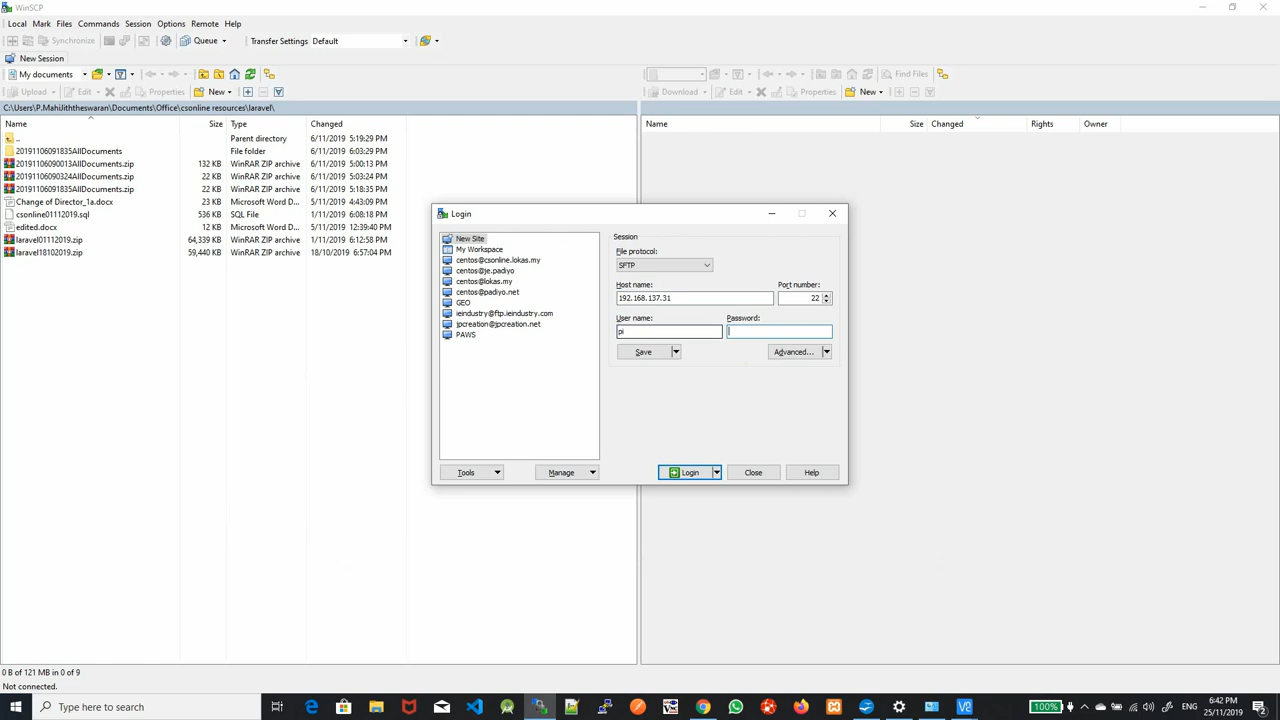 WinSCP
Local Mark Files Commands Session Options Remote Help
Synchronize Queue Transfer Settings Default
New Session
My documents Find Files
Upload Edit Properties New Download Edit Properties New
C:\Users\P.MahiJiththeswaran\Documents\Office\csonline resources\laravel\
Name Size Type Changed Name Size Changed Rights Owner
.. Parent directory 6/11/2019 5:19:29 PM
20191106091835AllDocuments File folder 6/11/2019 6:03:29 PM
20191106090013AllDocuments.zip 132 KB WinRAR ZIP archive 6/11/2019 5:00:13 PM
20191106090324AllDocuments.zip 22 KB WinRAR ZIP archive 6/11/2019 5:03:24 PM
20191106091835AllDocuments.zip 22 KB WinRAR ZIP archive 6/11/2019 5:18:35 PM
Change of Director_1a.docx 23 KB Microsoft Word D... 6/11/2019 4:43:09 PM
csonline01112019.sql 536 KB SQL File 1/11/2019 6:08:18 PM
edited.docx 12 KB Microsoft Word D... 5/11/2019 12:39:40 PM
laravel01112019.zip 64,339 KB WinRAR ZIP archive 1/11/2019 6:12:58 PM
laravel18102019.zip 59,440 KB WinRAR ZIP archive 18/10/2019 6:57:04 PM
Login
New Site
My Workspace
centos@csonline.lokas.my
centos@je.padiyo
centos@lokas.my
centos@padiyo.net
GEO
ieindustry@ftp.ieindustry.com
jpcreation@jpcreation.net
PAWS
Session
File protocol:
SFTP
Host name: Port number:
192.168.137.31 22
User name: Password:
pi
Save Advanced...
Tools Manage Login Close Help
0 B of 121 MB in 0 of 9
Not connected.
Type here to search 100% ENG 6:42 PM
25/11/2019